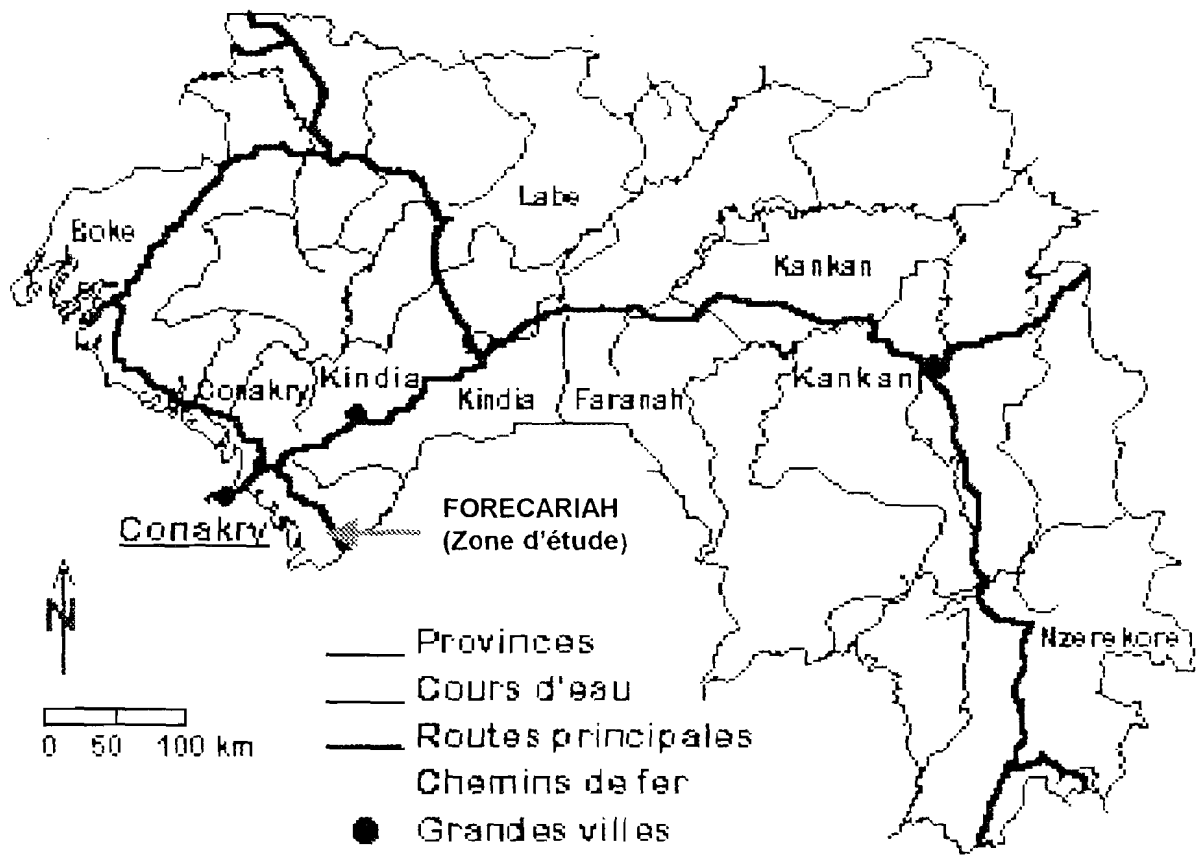 Labe
Boke
Kankan
Conakry
Kindia
Kindia
Faranah
Kankan
FORECARIAH
(Zone d'étude)
Conakry
N
Nzerekore
Provinces
Cours d'eau
Routes principales
Chemins de fer
Grandes villes
0 50 100 km